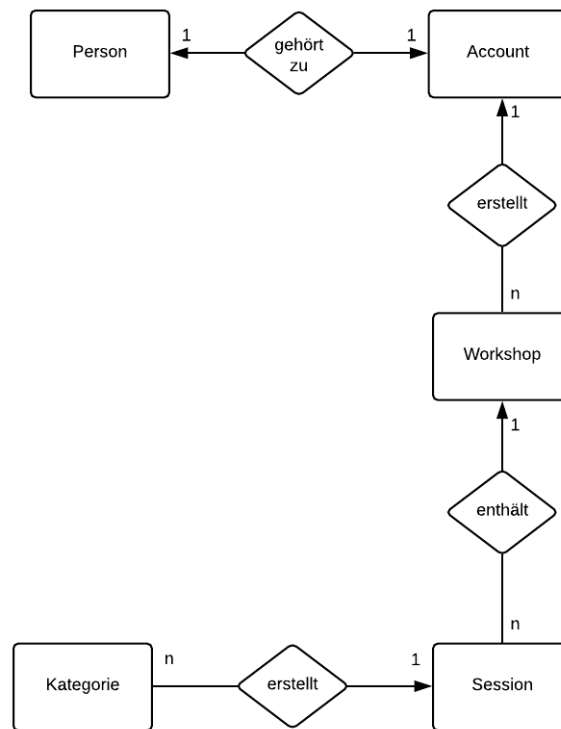 Person
1
gehört
zu
1
Account
1
erstellt
n
Workshop
1
enthält
n
Kategorie
n
erstellt
1
Session